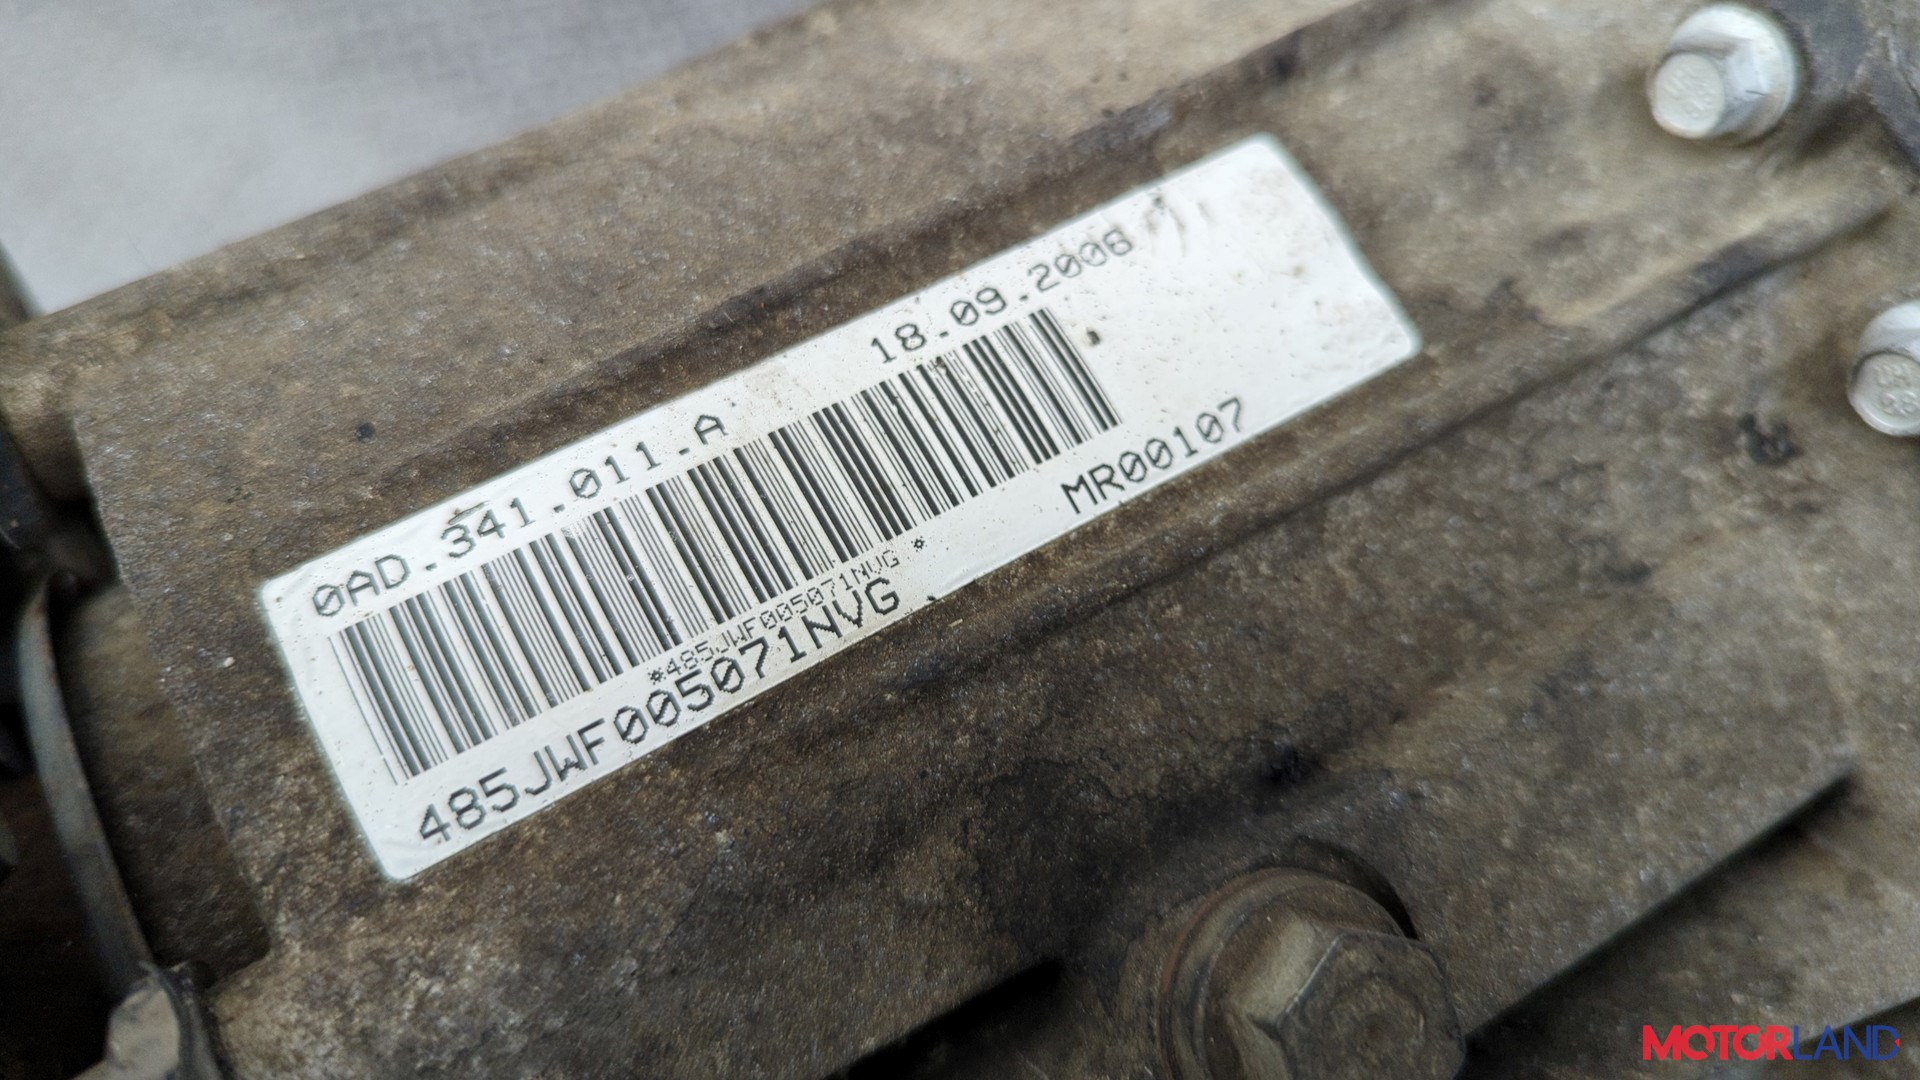 0AD.341.011.A 18.09.2008
*485JWF005071NVG*
485JWF005071NVG MR00107
MOTORLAND